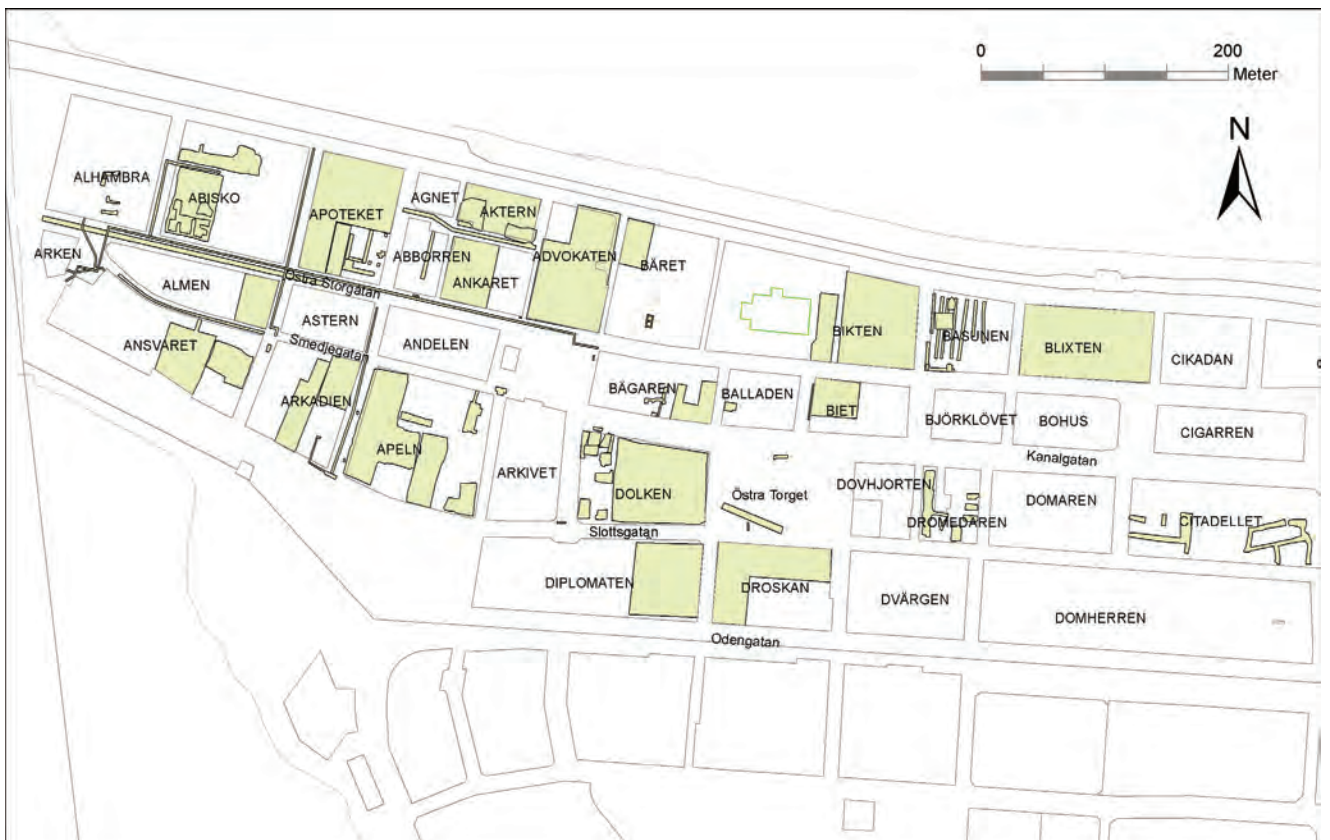 0 200
Meter
N
ALHAMBRA
ABISKO
APOTEKET
AGNET
AKTERN
ABBORREN
ANKARET
ADVOKATEN
BÄRET
ARKEN
ALMEN
Östra Storgatan
ASTERN
ANSVARET
Smedjegatan
ANDELEN
BIKTEN
BASUNEN
BLIXTEN
CIKADAN
ARKADIEN
BÄGAREN
BALLADEN
BIET
BJÖRKLÖVET
BOHUS
CIGARREN
APELN
ARKIVET
Kanalgatan
DOLKEN
Östra Torget
DOVHJORTEN
DOMAREN
DROMEDAREN
CITADELLET
Slottsgatan
DIPLOMATEN
DROSKAN
DVÄRGEN
DOMHERREN
Odengatan